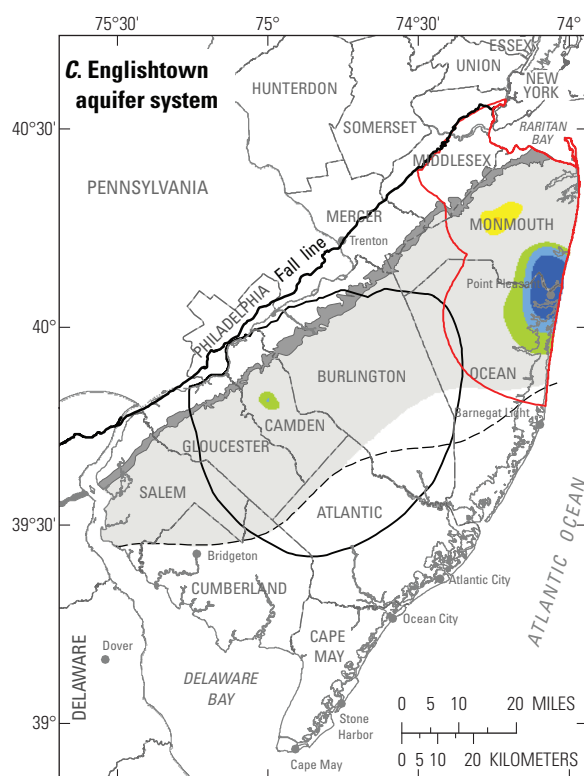 75°30'
75°
74°30'
74°
C. Englishtown
aquifer system
ESSEX
UNION
NEW
YORK
HUNTERDON
40°30'
SOMERSET
RARITAN
BAY
MIDDLESEX
PENNSYLVANIA
MERCER
MONMOUTH
Trenton
Fall line
Point Pleas
PHILADELPHIA
40°
OCEAN
BURLINGTON
CAMDEN
Barnegat Light
GLOUCESTER
SALEM
ATLANTIC
39°30'
Bridgeton
ATLANTIC OCEAN
Atlantic City
CUMBERLAND
Ocean City
CAPE
MAY
DELAWARE
Dover
DELAWARE
BAY
0 5 10 20 MILES
Stone
Harbor
39°
0 5 10 20 KILOMETERS
Cape May